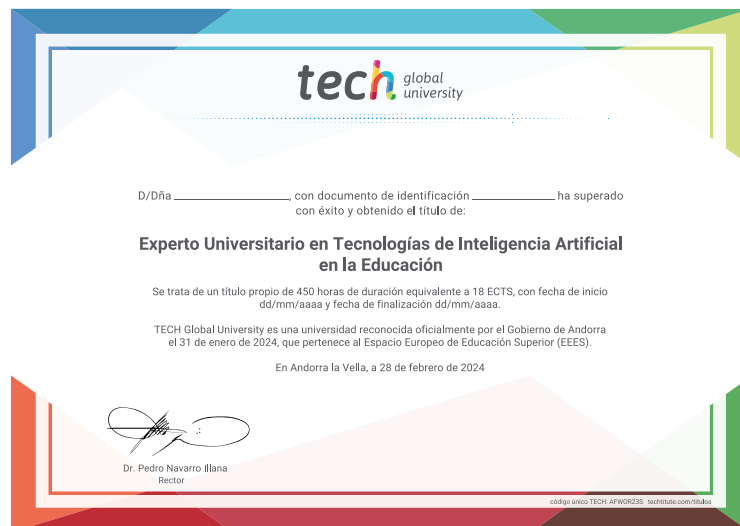 tech global university
D/Dña ______________, con documento de identificación ____________ ha superado
con éxito y obtenido el título de:
Experto Universitario en Tecnologías de Inteligencia Artificial
en la Educación
Se trata de un título propio de 450 horas de duración equivalente a 18 ECTS, con fecha de inicio
dd/mm/aaaa y fecha de finalización dd/mm/aaaa.
TECH Global University es una universidad reconocida oficialmente por el Gobierno de Andorra
el 31 de enero de 2024, que pertenece al Espacio Europeo de Educación Superior (EEES).
En Andorra la Vella, a 28 de febrero de 2024
Dr. Pedro Navarro Illana
Rector
código único TECH: AFWOR23S techtitute.com/titulos